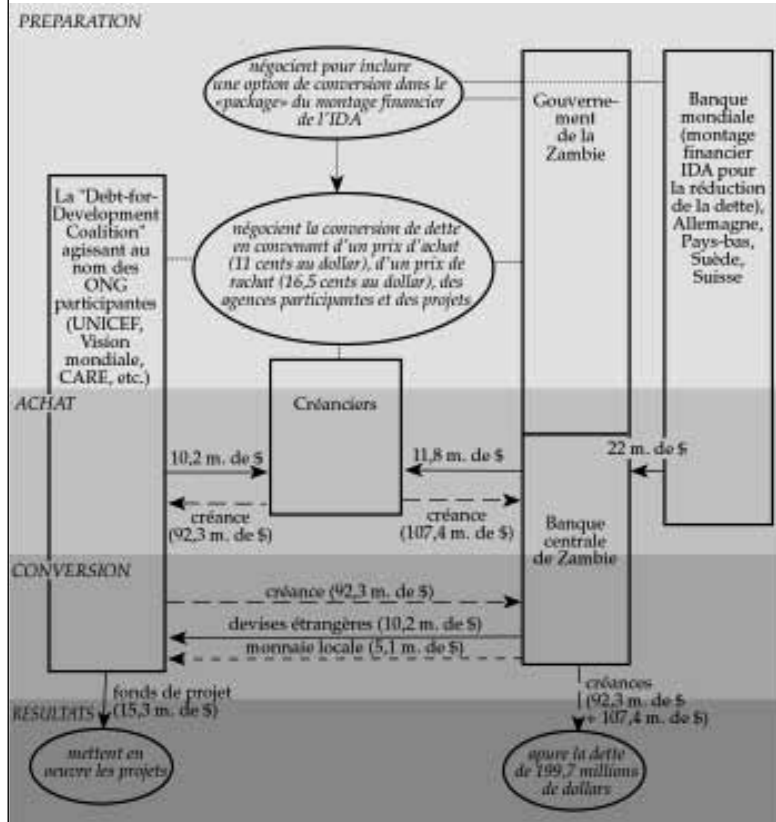 PREPARATION
négocient pour inclure
une option de conversion dans le
«package» du montage financier
de l'IDA
Gouverne-
ment
de la
Zambie
Banque
mondiale
(montage
financier
IDA pour
la réduction
de la dette),
Allemagne,
Pays-bas,
Suède,
Suisse
La "Debt-for-
Development
Coalition"
agissant au
nom des
ONG
participantes
(UNICEF,
Vision
mondiale,
CARE, etc.)
négocient la conversion de dette
en convenant d'un prix d'achat
(11 cents au dollar), d'un prix de
rachat (16,5 cents au dollar), des
agences participantes et des projets
ACHAT
Créanciers
10,2 m. de $
11,8 m. de $
22 m. de $
créance
(92,3 m. de $)
créance
(107,4 m. de $)
Banque
centrale
de Zambie
CONVERSION
créance (92,3 m. de $)
devises étrangères (10,2 m. de $)
monnaie locale (5,1 m. de $)
RESULTATS
fonds de projet
(15,3 m. de $)
créances
(92,3 m. de $
+ 107,4 m. de $)
mettent en
oeuvre les projets
apure la dette
de 199,7 millions
de dollars